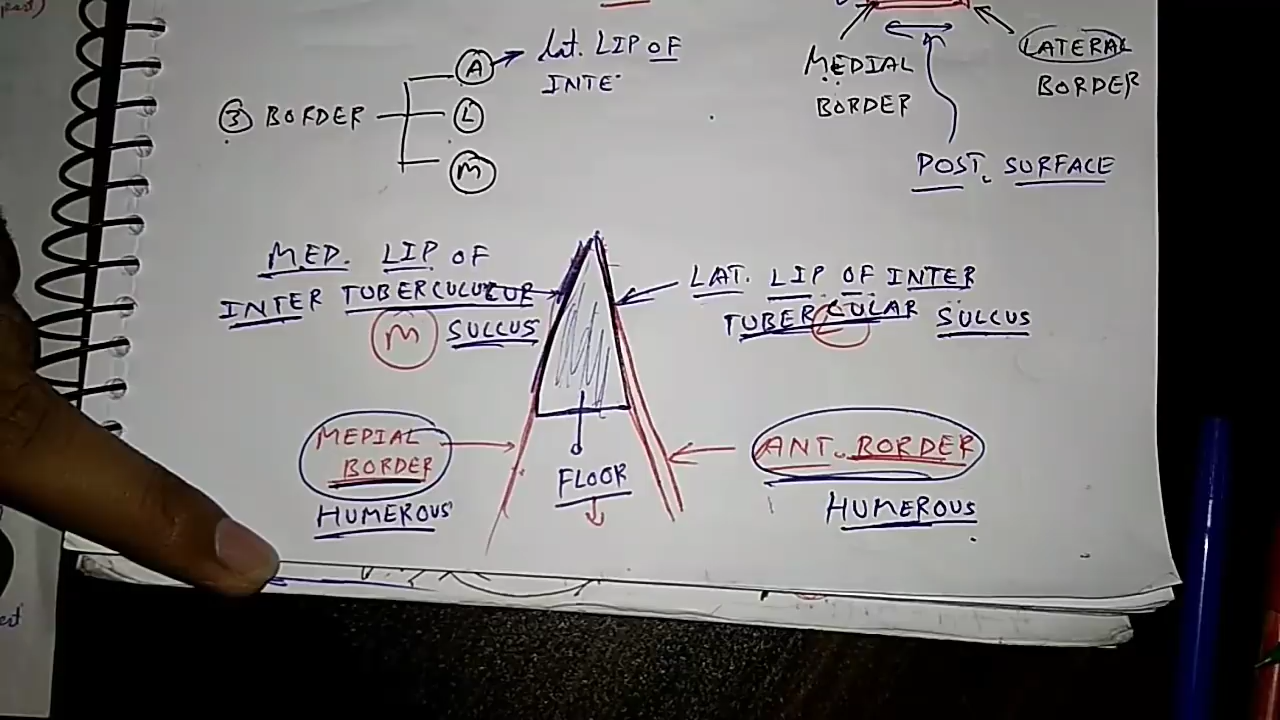 Lat. LIP OF
INTE
A
③ BORDER
L
M
MEDIAL
BORDER
LATERAL
BORDER
POST. SURFACE
MED. LIP OF
INTER TUBERCULUCUR
M SULCUS
LAT. LIP OF INTER
TUBERCULAR SULCUS
MEDIAL
BORDER
HUMEROUS
FLOOR
ANT. BORDER
HUMEROUS